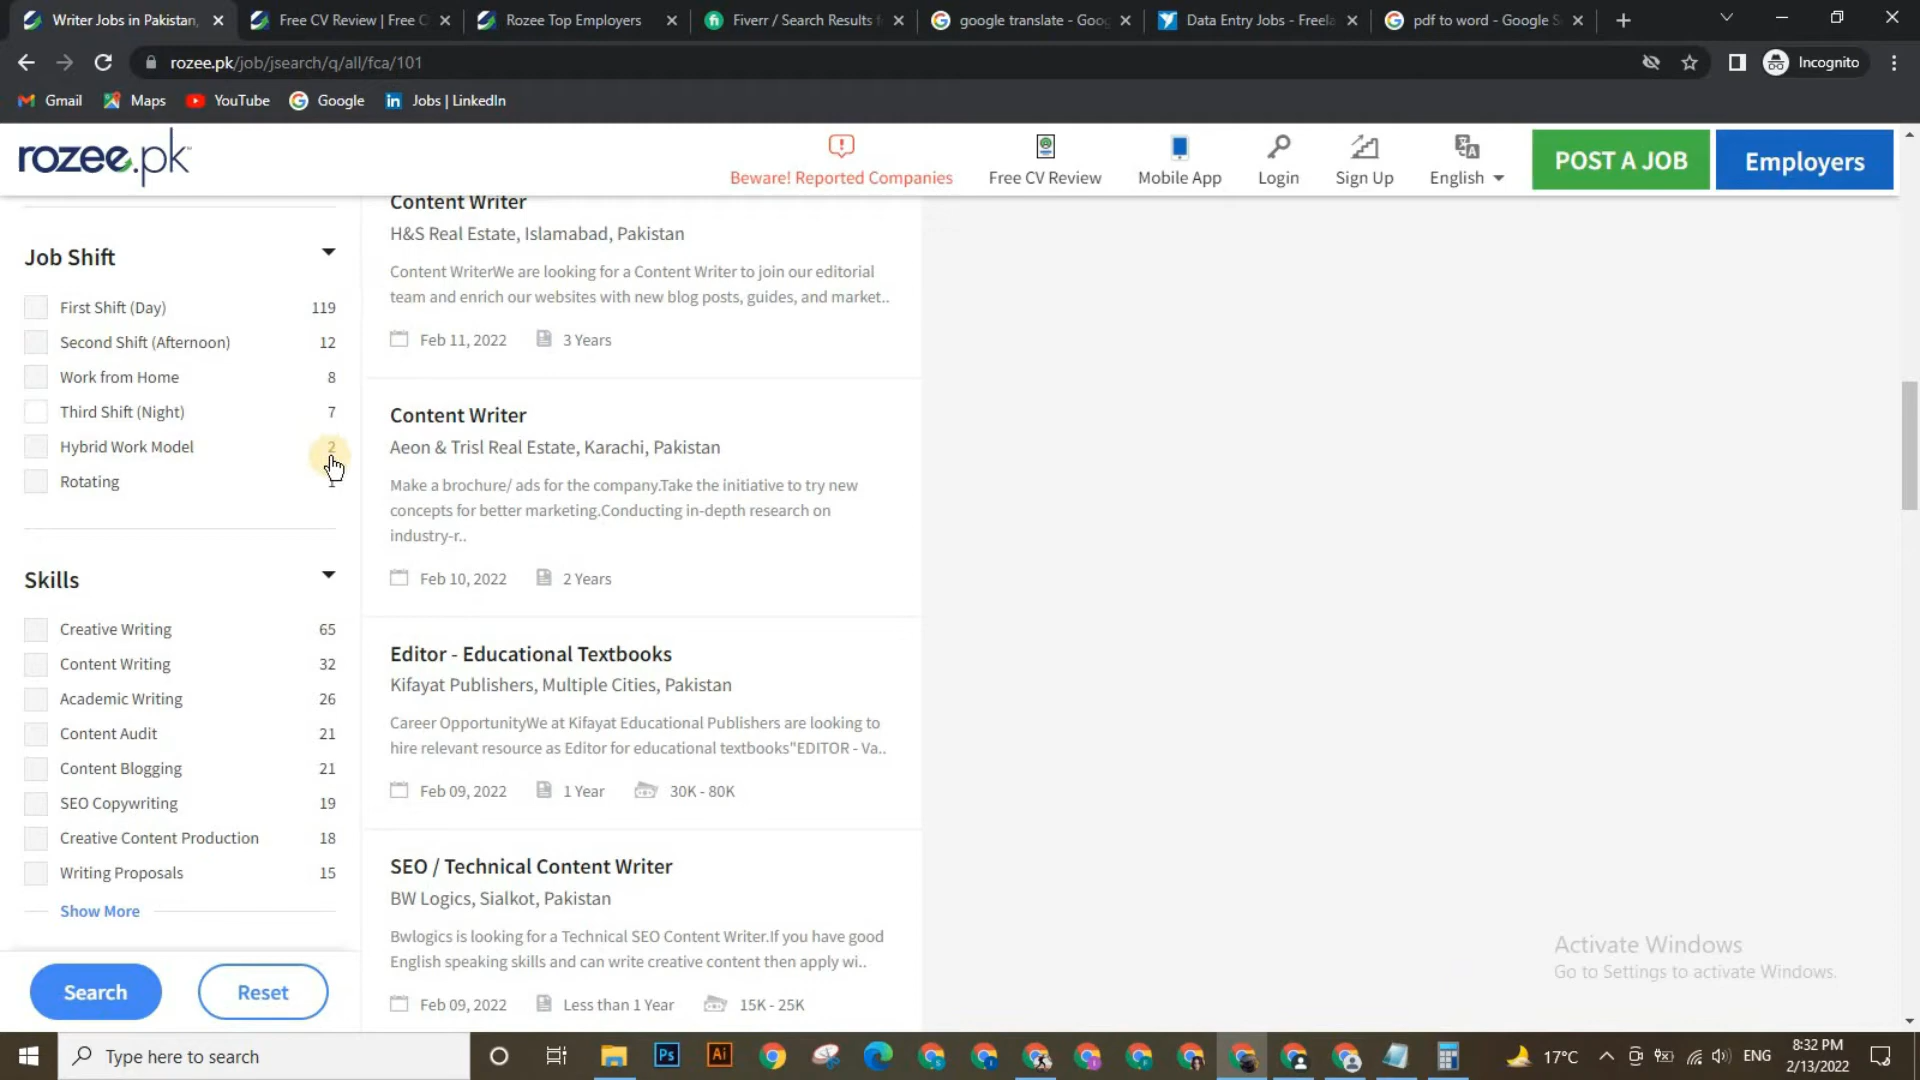 Writer Jobs in Pakistan,
Free CV Review | Free C
Rozee Top Employers
Fiverr / Search Results f
google translate - Goog
Data Entry Jobs - Freela
pdf to word - Google S
rozee.pk/job/jsearch/q/all/fca/101
Incognito
Gmail
Maps
YouTube
Google
Jobs | LinkedIn
rozee.pk
Beware! Reported Companies
Free CV Review
Mobile App
Login
Sign Up
English
POST A JOB
Employers
Job Shift
First Shift (Day) 119
Second Shift (Afternoon) 12
Work from Home 8
Third Shift (Night) 7
Hybrid Work Model 2
Rotating
Skills
Creative Writing 65
Content Writing 32
Academic Writing 26
Content Audit 21
Content Blogging 21
SEO Copywriting 19
Creative Content Production 18
Writing Proposals 15
Show More
Search
Reset
Content Writer
H&S Real Estate, Islamabad, Pakistan
Content WriterWe are looking for a Content Writer to join our editorial
team and enrich our websites with new blog posts, guides, and market..
Feb 11, 2022 3 Years
Content Writer
Aeon & Trisl Real Estate, Karachi, Pakistan
Make a brochure/ ads for the company.Take the initiative to try new
concepts for better marketing.Conducting in-depth research on
industry-r..
Feb 10, 2022 2 Years
Editor - Educational Textbooks
Kifayat Publishers, Multiple Cities, Pakistan
Career OpportunityWe at Kifayat Educational Publishers are looking to
hire relevant resource as Editor for educational textbooks"EDITOR - Va..
Feb 09, 2022 1 Year 30K - 80K
SEO / Technical Content Writer
BW Logics, Sialkot, Pakistan
Bwlogics is looking for a Technical SEO Content Writer.If you have good
English speaking skills and can write creative content then apply wi..
Feb 09, 2022 Less than 1 Year 15K - 25K
Activate Windows
Go to Settings to activate Windows.
Type here to search
Ps
Ai
17°C
ENG
8:32 PM
2/13/2022